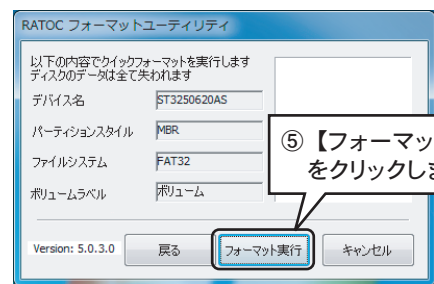 RATOC フォーマットユーティリティ
以下の内容でクイックフォーマットを実行します
ディスクのデータは全て失われます
デバイス名 ST3250620AS
パーティションスタイル MBR
ファイルシステム FAT32
ボリュームラベル ボリューム
⑤【フォーマッ
をクリックしま
Version: 5.0.3.0 戻る フォーマット実行 キャンセル